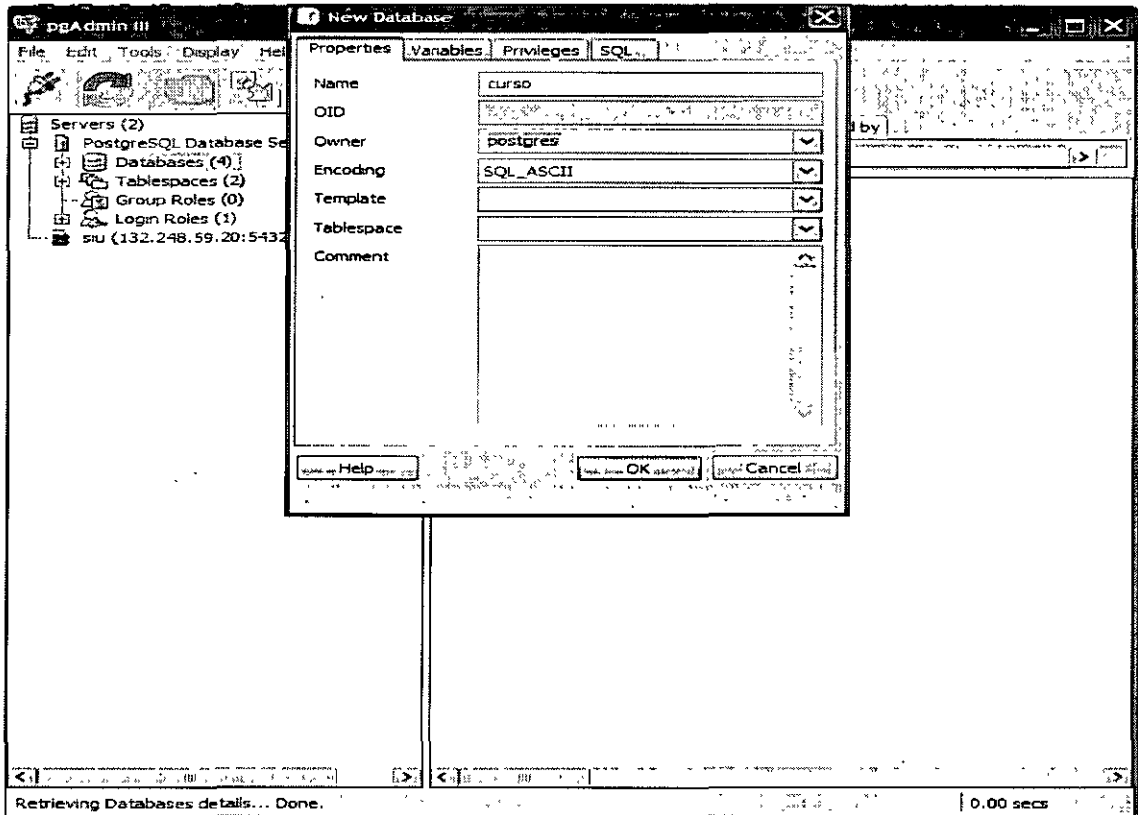 pgAdmin III
File Edit Tools Display Hel
Servers (2)
PostgreSQL Database Se
Databases (4)
Tablespaces (2)
Group Roles (0)
Login Roles (1)
siu (132.248.59.20:5432
New Database
Properties Variables Privileges SQL
Name curso
OID
Owner postgres
Encoding SQL_ASCII
Template
Tablespace
Comment
Help OK Cancel
d by
Retrieving Databases details... Done. 0.00 secs